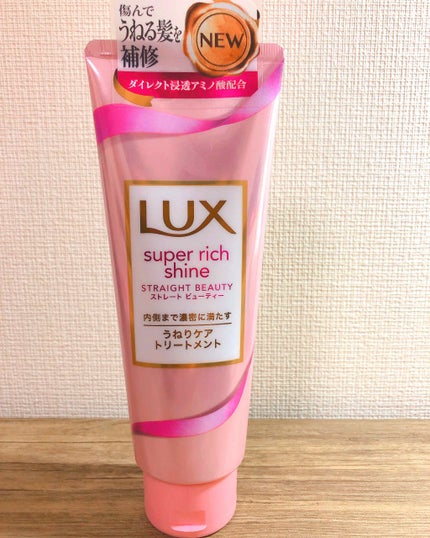 傷んで
うねる髪を
補修
NEW
ダイレクト浸透アミノ酸配合
LUX
super rich
shine
STRAIGHT BEAUTY
ストレート ビューティー
内側まで濃密に満たす
うねりケア
トリートメント